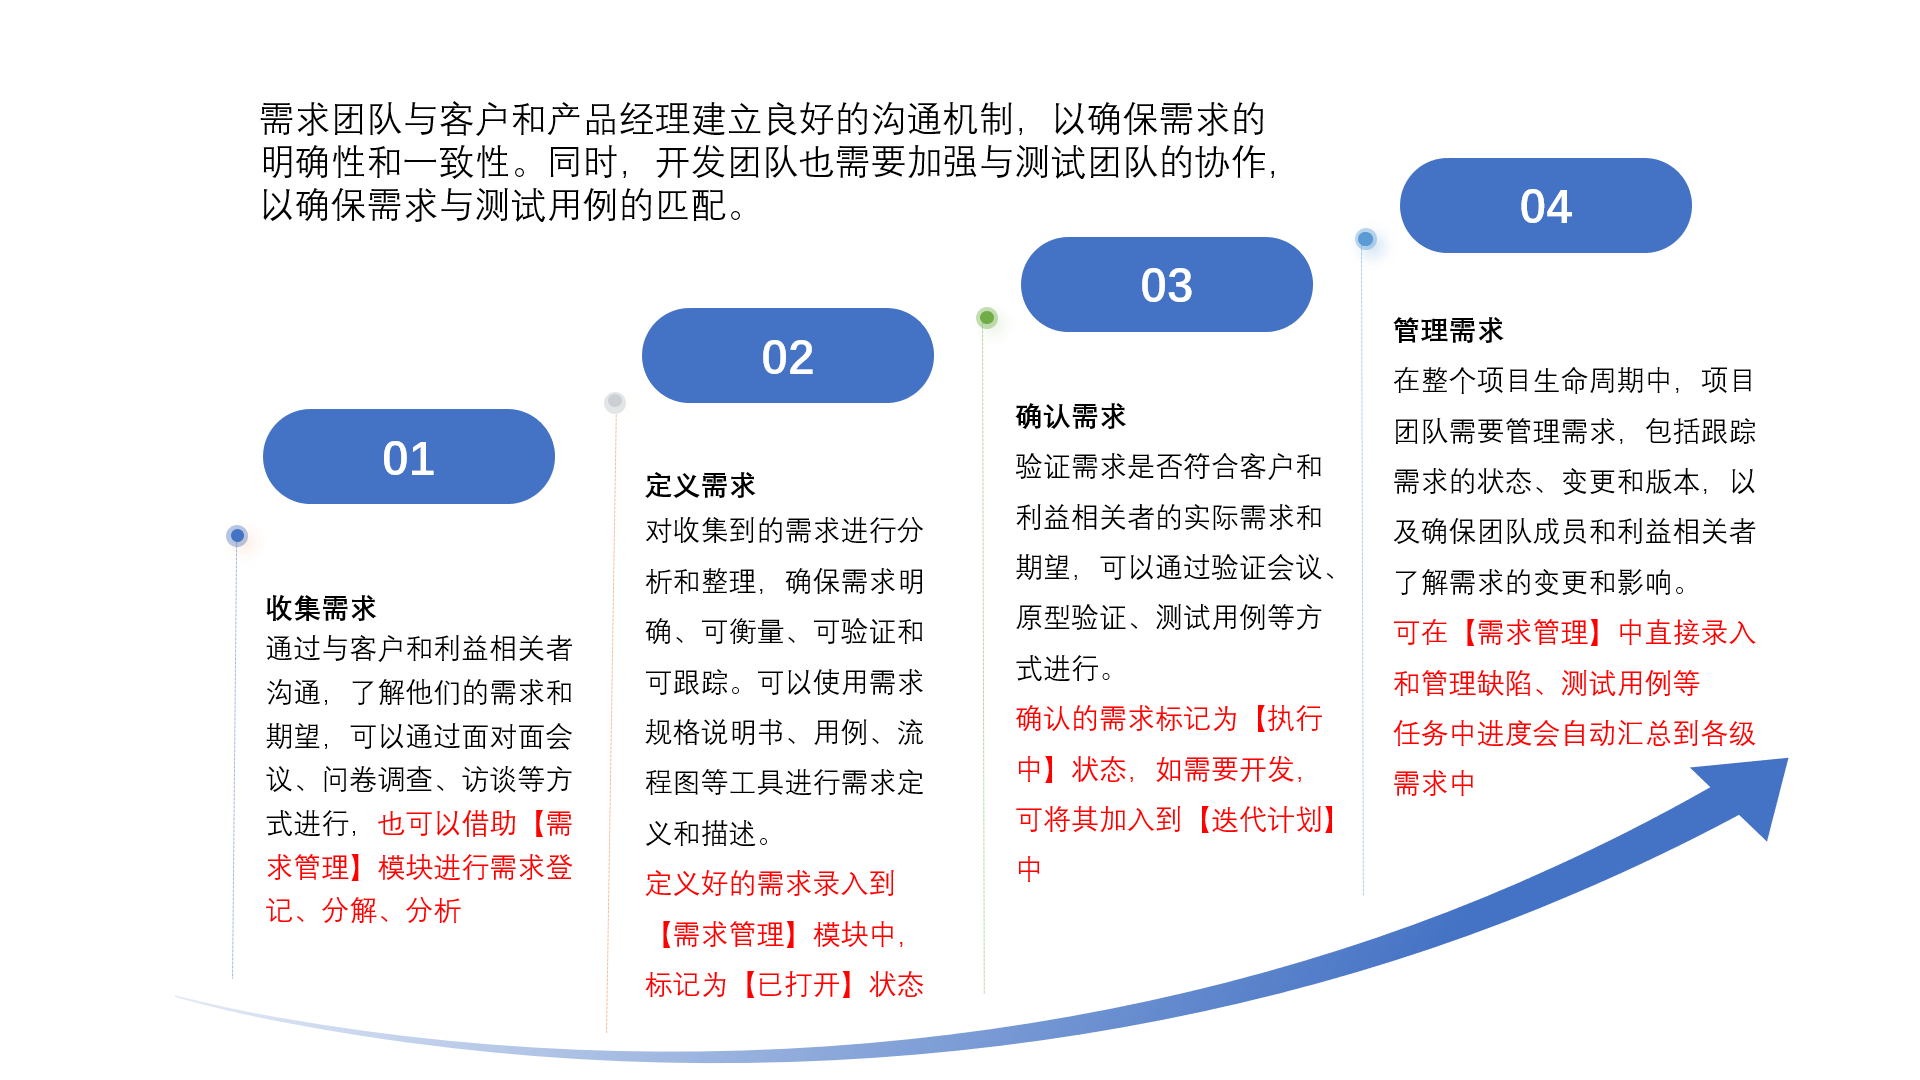 需求团队与客户和产品经理建立良好的沟通机制，以确保需求的
明确性和一致性。同时，开发团队也需要加强与测试团队的协作，
以确保需求与测试用例的匹配。
01
收集需求
通过与客户和利益相关者
沟通，了解他们的需求和
期望，可以通过面对面会
议、问卷调查、访谈等方
式进行，也可以借助【需
求管理】模块进行需求登
记、分解、分析
02
定义需求
对收集到的需求进行分
析和整理，确保需求明
确、可衡量、可验证和
可跟踪。可以使用需求
规格说明书、用例、流
程图等工具进行需求定
义和描述。
定义好的需求录入到
【需求管理】模块中，
标记为【已打开】状态
03
确认需求
验证需求是否符合客户和
利益相关者的实际需求和
期望，可以通过验证会议、
原型验证、测试用例等方
式进行。
确认的需求标记为【执行
中】状态，如需要开发，
可将其加入到【迭代计划】
中
04
管理需求
在整个项目生命周期中，项目
团队需要管理需求，包括跟踪
需求的状态、变更和版本，以
及确保团队成员和利益相关者
了解需求的变更和影响。
可在【需求管理】中直接录入
和管理缺陷、测试用例等
任务中进度会自动汇总到各级
需求中